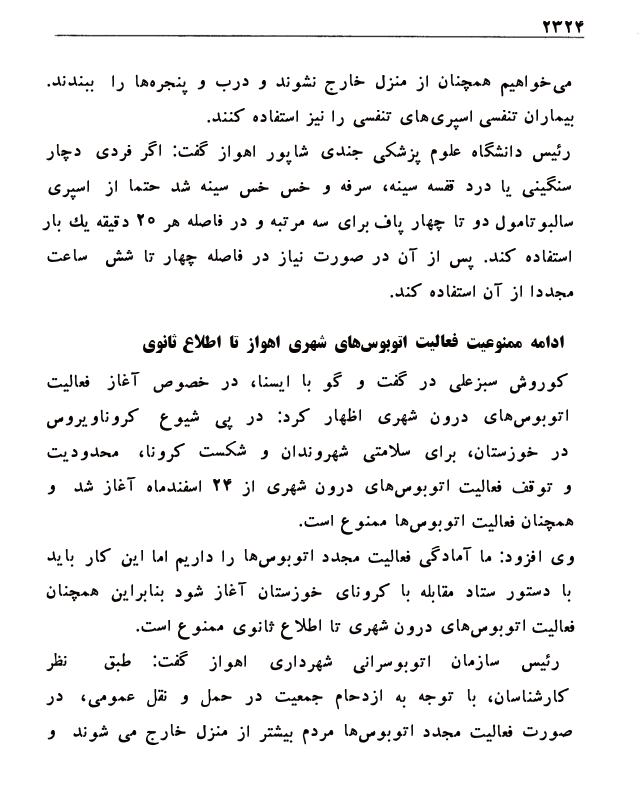 ۲۳۲۴
می‌خواهیم همچنان از منزل خارج نشوند و درب و پنجره‌ها را ببندند.
بیماران تنفسی اسپری‌های تنفسی را نیز استفاده کنند.
رئیس دانشگاه علوم پزشکی جندی شاپور اهواز گفت: اگر فردی دچار
سنگینی یا درد قفسه سینه، سرفه و خس خس سینه شد حتما از اسپری
سالبوتامول دو تا چهار پاف برای سه مرتبه و در فاصله هر ۲۵ دقیقه یك بار
استفاده کند. پس از آن در صورت نیاز در فاصله چهار تا شش ساعت
مجددا از آن استفاده کند.
ادامه ممنوعیت فعالیت اتوبوس‌های شهری اهواز تا اطلاع ثانوی
کوروش سبزعلی در گفت و گو با ایسنا، در خصوص آغاز فعالیت
اتوبوس‌های درون شهری اظهار کرد: در پی شیوع کروناویروس
در خوزستان، برای سلامتی شهروندان و شکست کرونا، محدودیت
و توقف فعالیت اتوبوس‌های درون شهری از ۲۴ اسفندماه آغاز شد و
همچنان فعالیت اتوبوس‌ها ممنوع است.
وی افزود: ما آمادگی فعالیت مجدد اتوبوس‌ها را داریم اما این کار باید
با دستور ستاد مقابله با کرونای خوزستان آغاز شود بنابراین همچنان
فعالیت اتوبوس‌های درون شهری تا اطلاع ثانوی ممنوع است.
رئیس سازمان اتوبوسرانی شهرداری اهواز گفت: طبق نظر
کارشناسان، با توجه به ازدحام جمعیت در حمل و نقل عمومی، در
صورت فعالیت مجدد اتوبوس‌ها مردم بیشتر از منزل خارج می شوند و